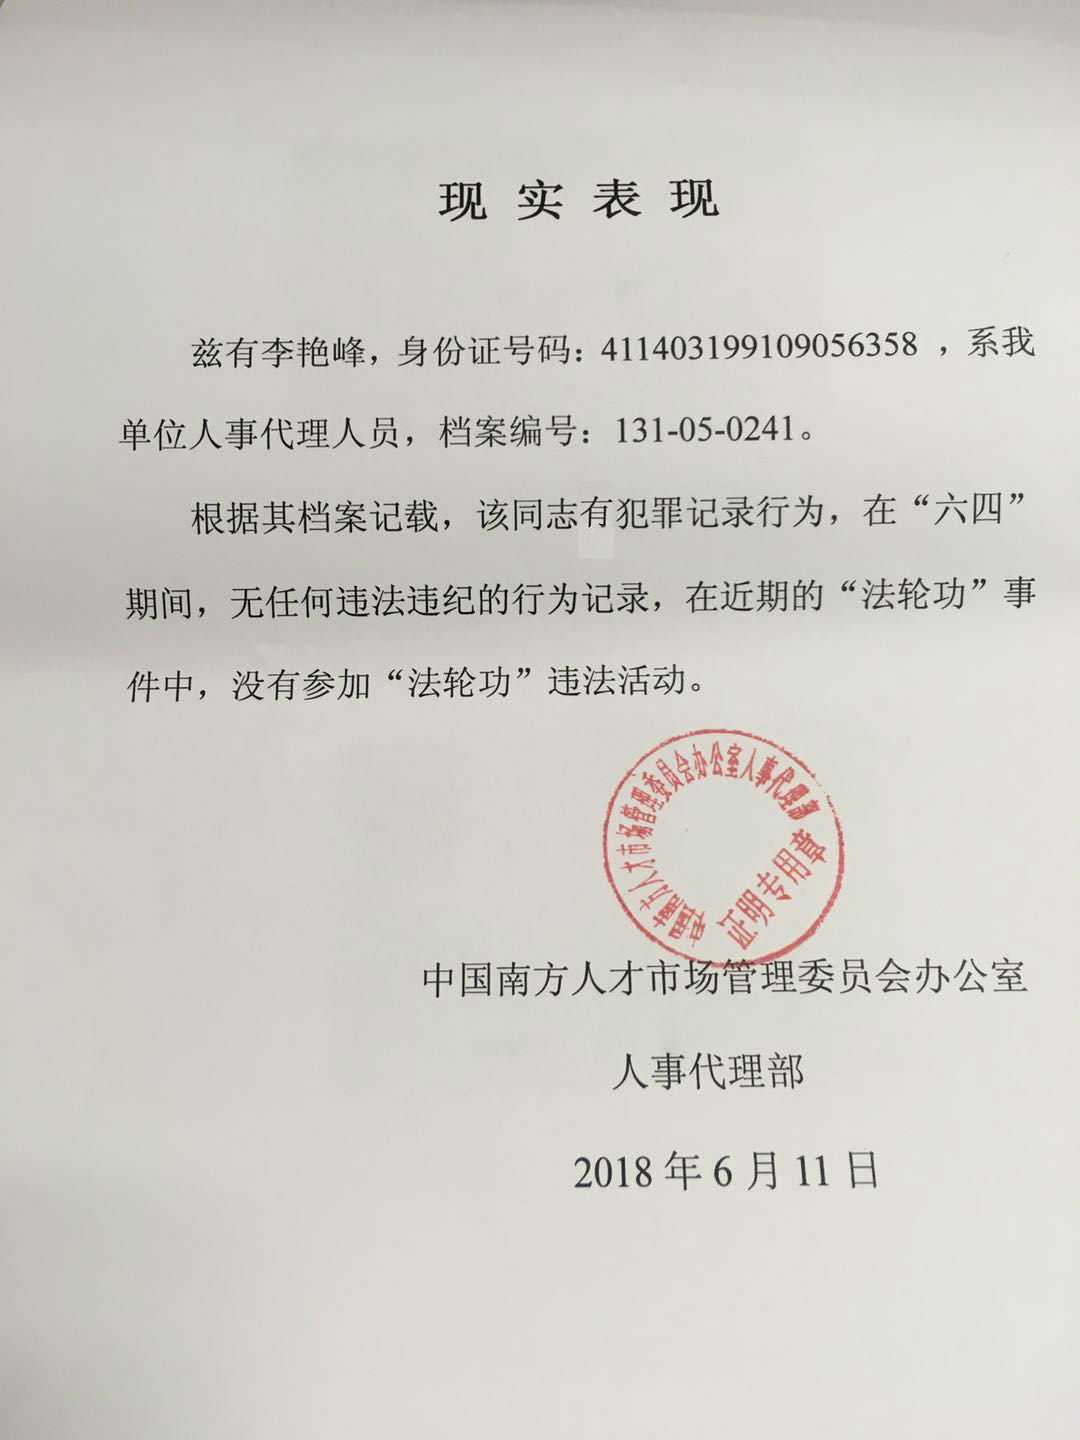 现实表现
兹有李艳峰，身份证号码：411403199109056358，系我
单位人事代理人员，档案编号：131-05-0241。
根据其档案记载，该同志有犯罪记录行为，在“六四”
期间，无任何违法违纪的行为记录，在近期的“法轮功”事
件中，没有参加“法轮功”违法活动。
中国南方人才市场管理委员会办公室人事代理部
证明专用章
中国南方人才市场管理委员会办公室
人事代理部
2018年6月11日